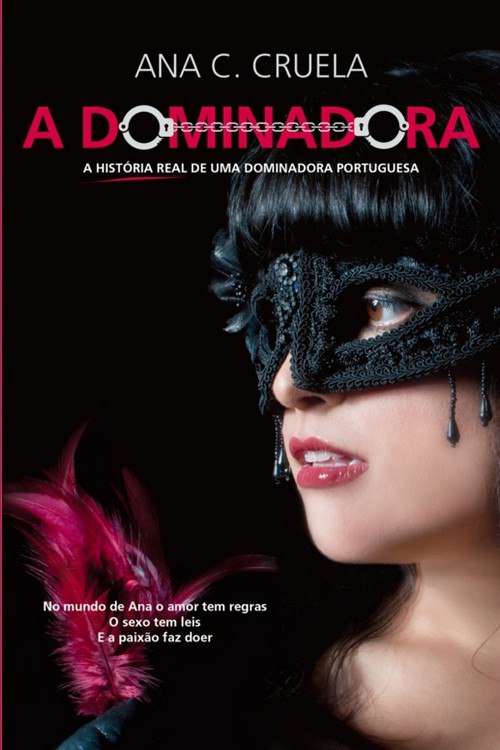 ANA C. CRUELA
A DOMINADORA
A HISTÓRIA REAL DE UMA DOMINADORA PORTUGUESA
No mundo de Ana o amor tem regras
O sexo tem leis
E a paixão faz doer